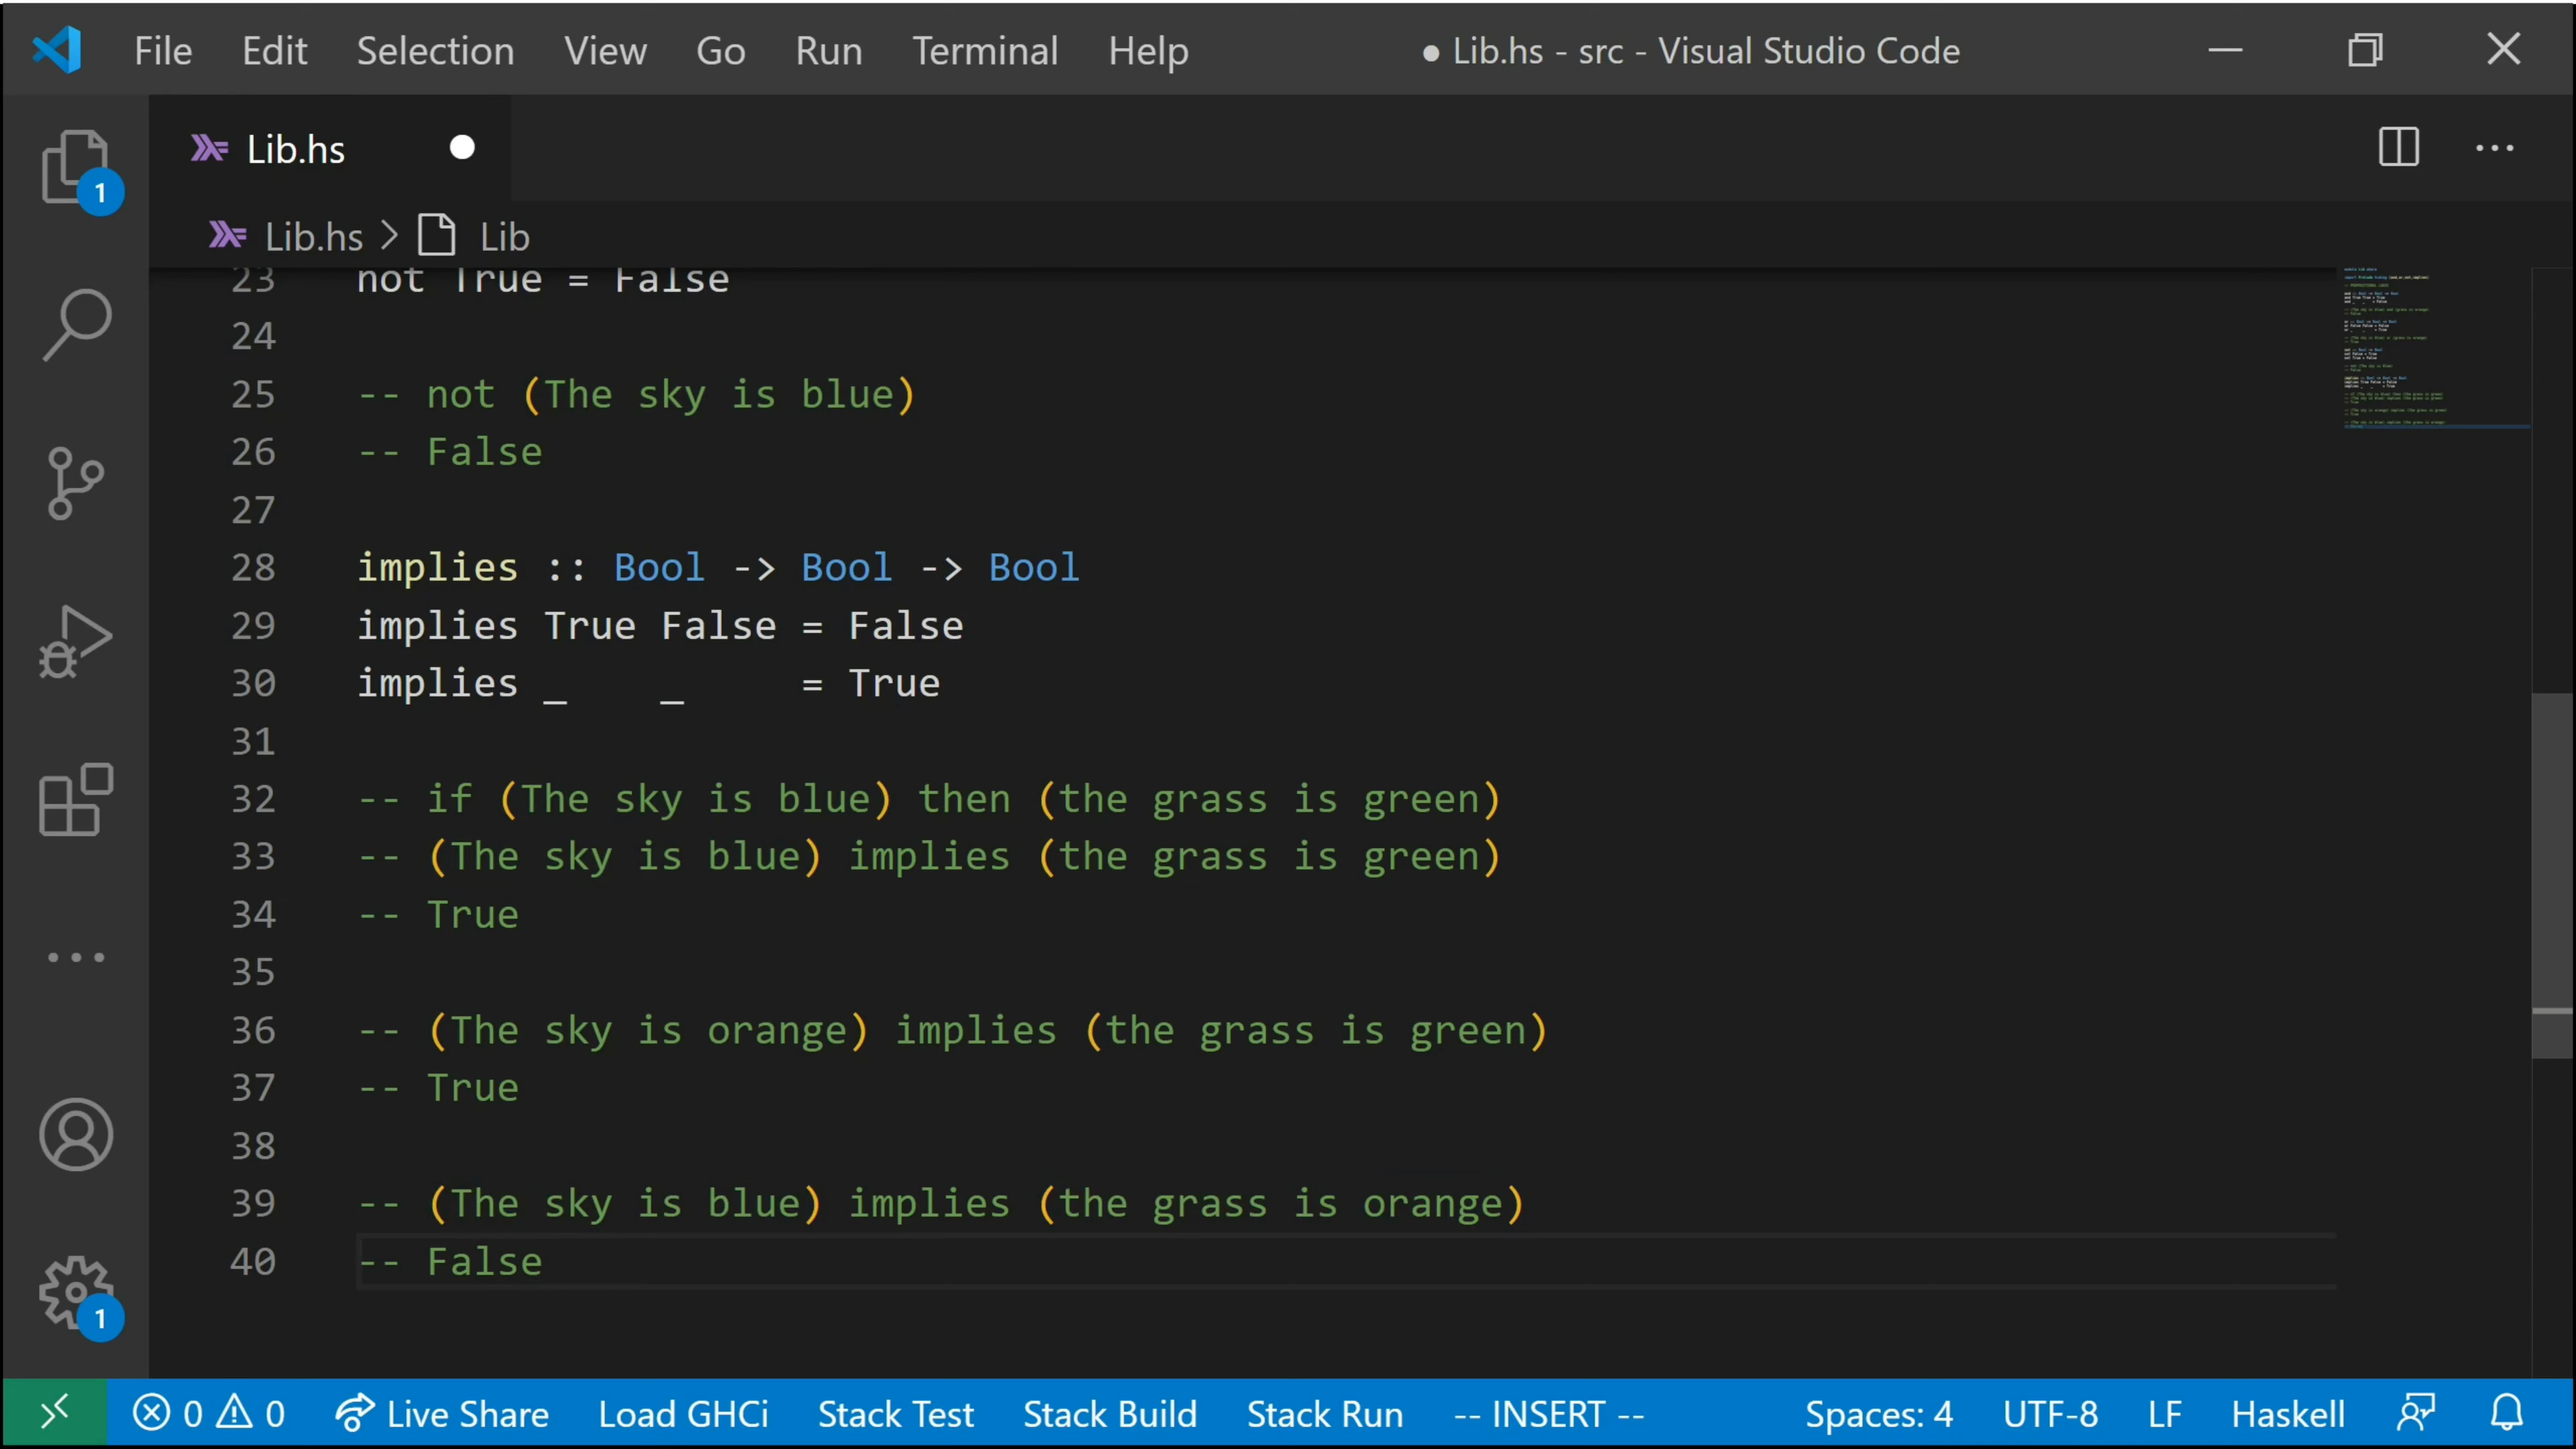 File Edit Selection View Go Run Terminal Help ● Lib.hs - src - Visual Studio Code
Lib.hs
1
Lib.hs > Lib
23 not True = False
24
25 -- not (The sky is blue)
26 -- False
27
28 implies :: Bool -> Bool -> Bool
29 implies True False = False
30 implies _    _     = True
31
32 -- if (The sky is blue) then (the grass is green)
33 -- (The sky is blue) implies (the grass is green)
34 -- True
35
36 -- (The sky is orange) implies (the grass is green)
37 -- True
38
39 -- (The sky is blue) implies (the grass is orange)
40 -- False
1
0 0 Live Share Load GHCi Stack Test Stack Build Stack Run -- INSERT -- Spaces: 4 UTF-8 LF Haskell